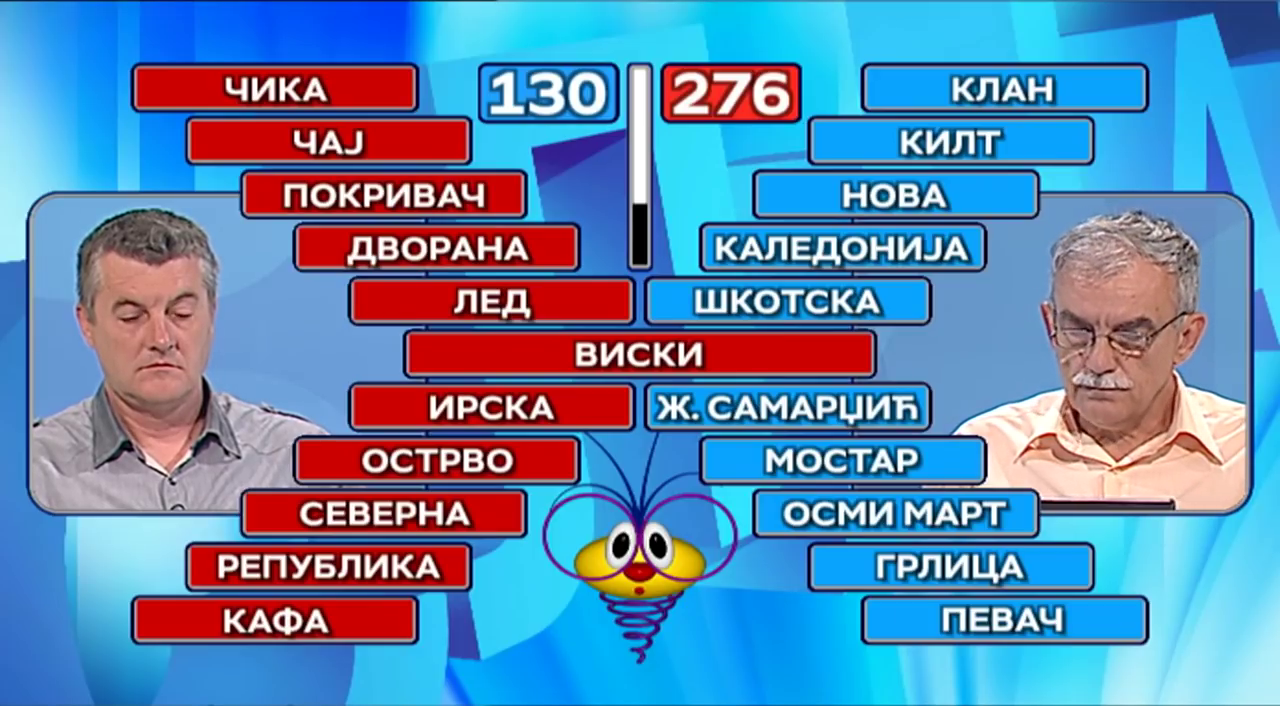 ЧИКА 130 276 КЛАН
ЧАЈ КИЛТ
ПОКРИВАЧ НОВА
ДВОРАНА КАЛЕДОНИЈА
ЛЕД ШКОТСКА
ВИСКИ
ИРСКА Ж. САМАРЏИЋ
ОСТРВО МОСТАР
СЕВЕРНА ОСМИ МАРТ
РЕПУБЛИКА ГРЛИЦА
КАФА ПЕВАЧ